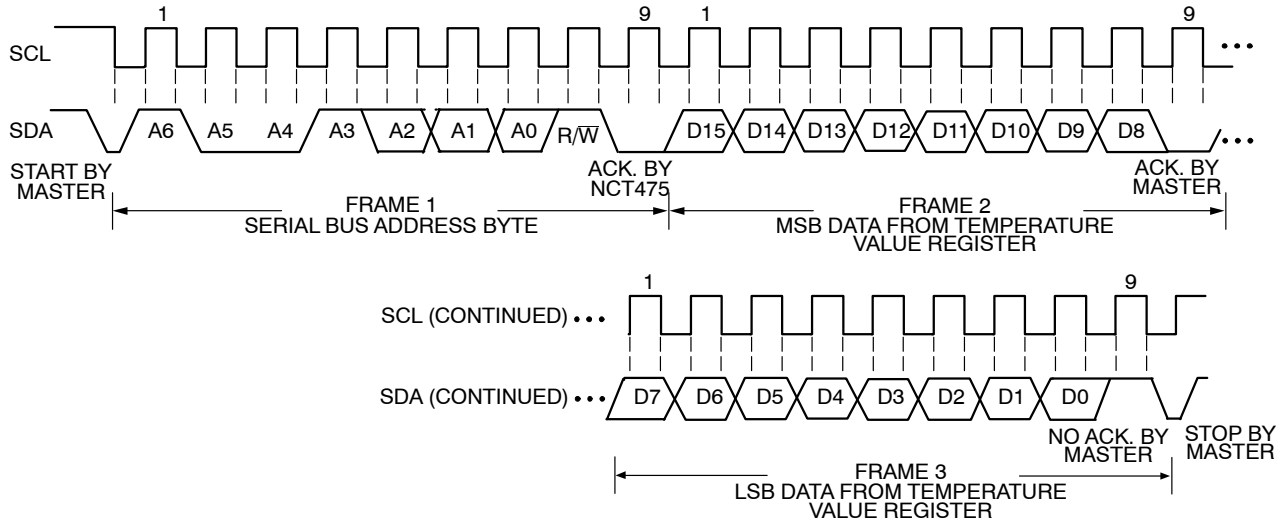 1 9 1 9
SCL
SDA A6 A5 A4 A3 A2 A1 A0 R/W̅ D15 D14 D13 D12 D11 D10 D9 D8
START BY
MASTER
ACK. BY
NCT475
ACK. BY
MASTER
FRAME 1
SERIAL BUS ADDRESS BYTE
FRAME 2
MSB DATA FROM TEMPERATURE
VALUE REGISTER
1 9
SCL (CONTINUED)
SDA (CONTINUED) D7 D6 D5 D4 D3 D2 D1 D0
NO ACK. BY
MASTER
STOP BY
MASTER
FRAME 3
LSB DATA FROM TEMPERATURE
VALUE REGISTER